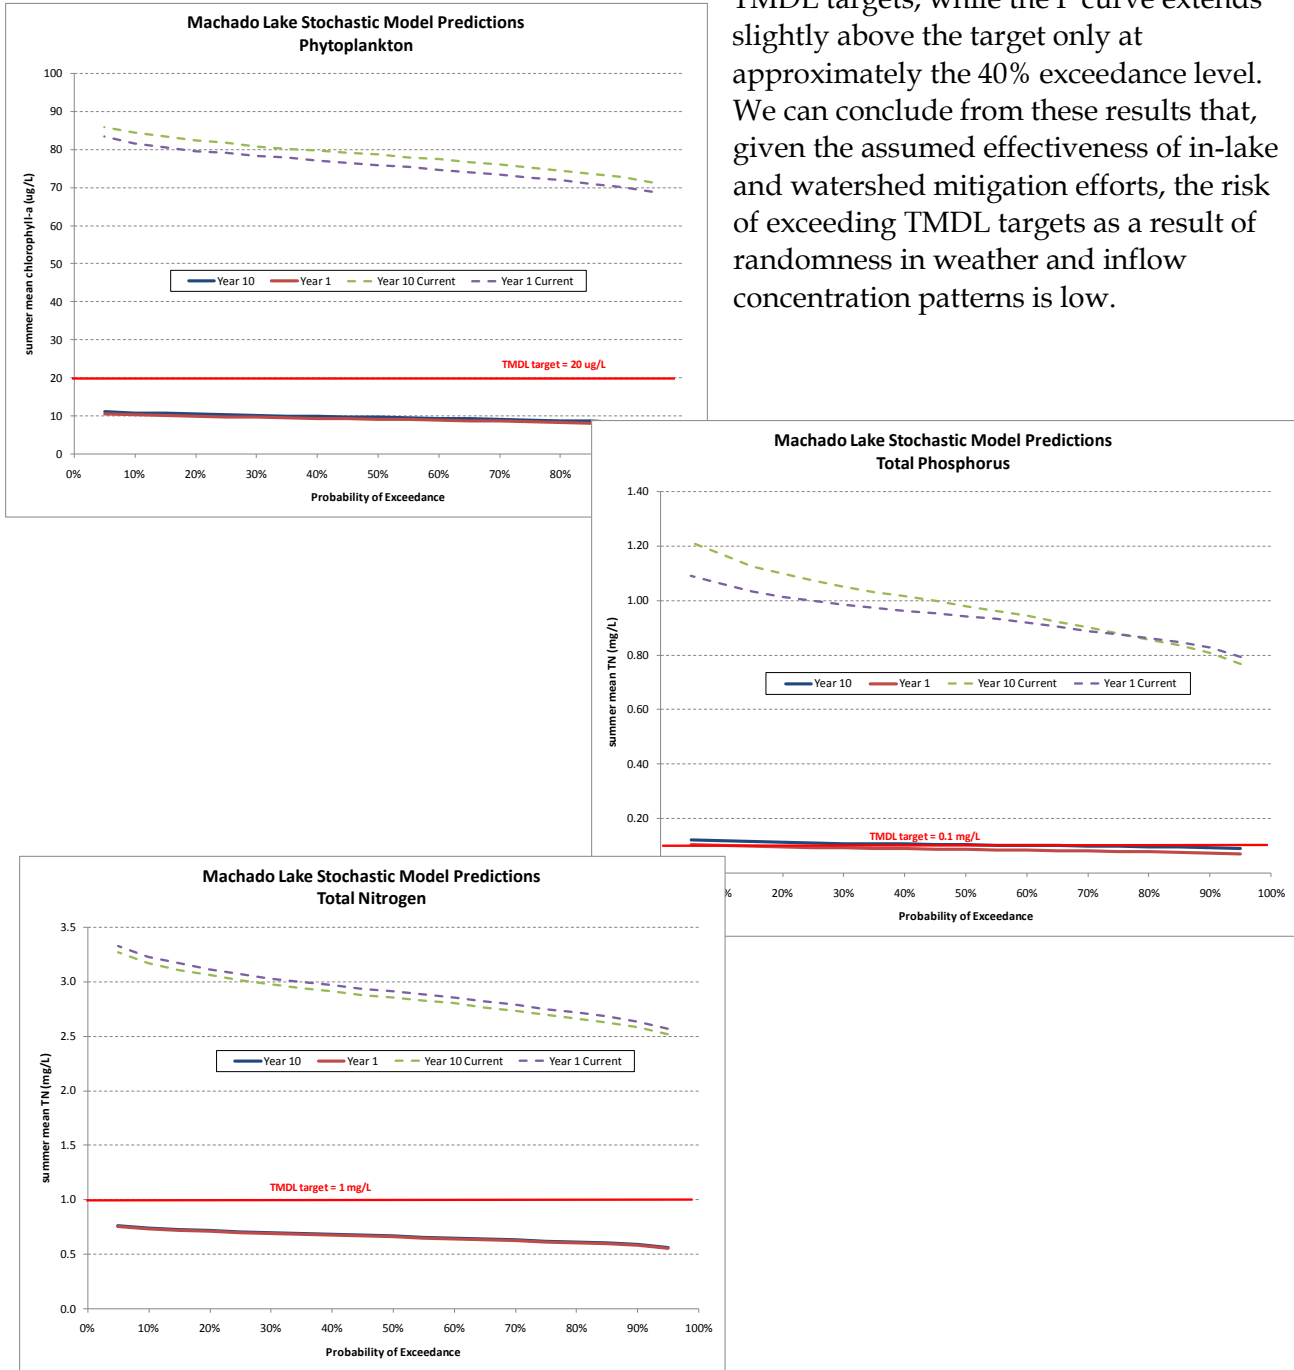 TMDL targets, while the P curve extends
slightly above the target only at
approximately the 40% exceedance level.
We can conclude from these results that,
given the assumed effectiveness of in-lake
and watershed mitigation efforts, the risk
of exceeding TMDL targets as a result of
randomness in weather and inflow
concentration patterns is low.
Machado Lake Stochastic Model Predictions
Phytoplankton
summer mean chlorophyll-a (ug/L)
100
90
80
70
60
50
40
30
20
10
0
Year 10 Year 1 Year 10 Current Year 1 Current
TMDL target = 20 ug/L
0% 10% 20% 30% 40% 50% 60% 70% 80%
Probability of Exceedance
Machado Lake Stochastic Model Predictions
Total Phosphorus
summer mean TN (mg/L)
1.40
1.20
1.00
0.80
0.60
0.40
0.20
Year 10 Year 1 Year 10 Current Year 1 Current
TMDL target = 0.1 mg/L
% 20% 30% 40% 50% 60% 70% 80% 90% 100%
Probability of Exceedance
Machado Lake Stochastic Model Predictions
Total Nitrogen
summer mean TN (mg/L)
3.5
3.0
2.5
2.0
1.5
1.0
0.5
0.0
Year 10 Year 1 Year 10 Current Year 1 Current
TMDL target = 1 mg/L
0% 10% 20% 30% 40% 50% 60% 70% 80% 90% 100%
Probability of Exceedance